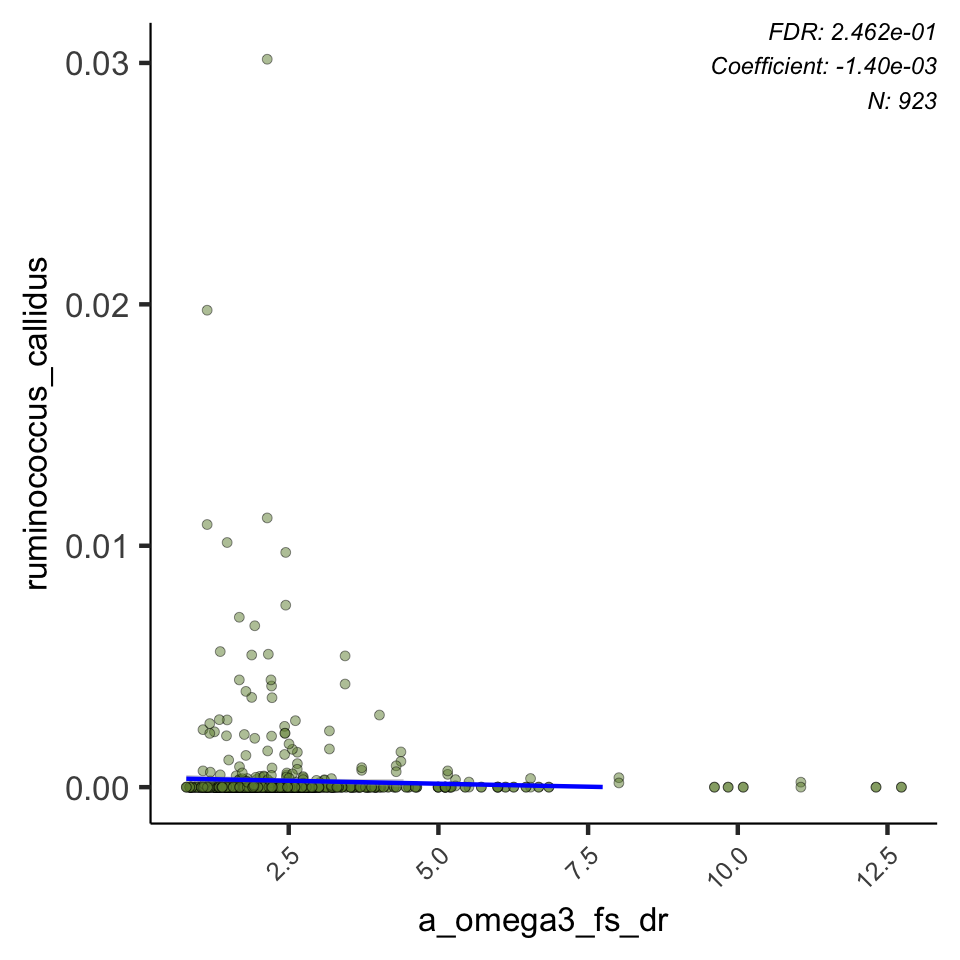 FDR: 2.462e-01
Coefficient: -1.40e-03
N: 923
ruminococcus_callidus
0.03
0.02
0.01
0.00
2.5
5.0
7.5
10.0
12.5
a_omega3_fs_dr